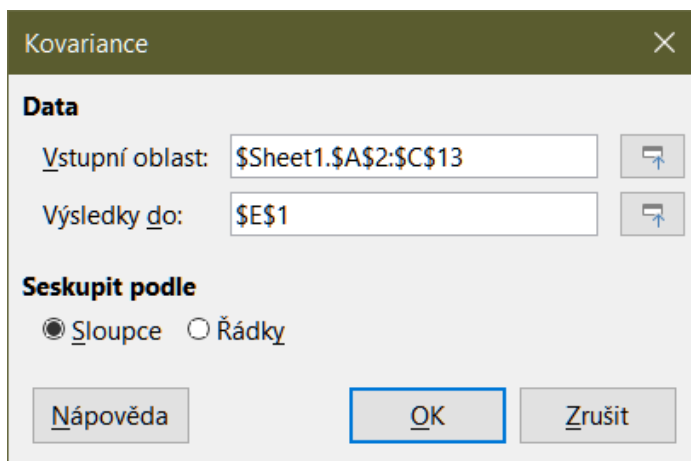 Kovariance
Data
Vstupní oblast: $Sheet1.$A$2:$C$13
Výsledky do: $E$1
Seskupit podle
Sloupce Řádky
Nápověda OK Zrušit